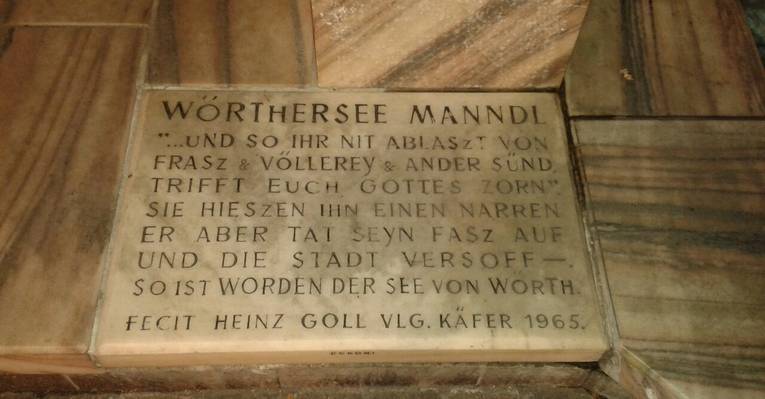 WÖRTHERSEE MANNDL
"...UND SO IHR NIT ABLASZT VON
FRASZ & VÖLLEREY & ANDER SÜND,
TRIFFT EUCH GOTTES ZORN".
SIE HIESZEN IHN EINEN NARREN
ER ABER TAT SEYN FASZ AUF
UND DIE STADT VERSOFF—.
SO IST WORDEN DER SEE VON WÖRTH.
FECIT HEINZ GOLL VLG. KÄFER 1965.